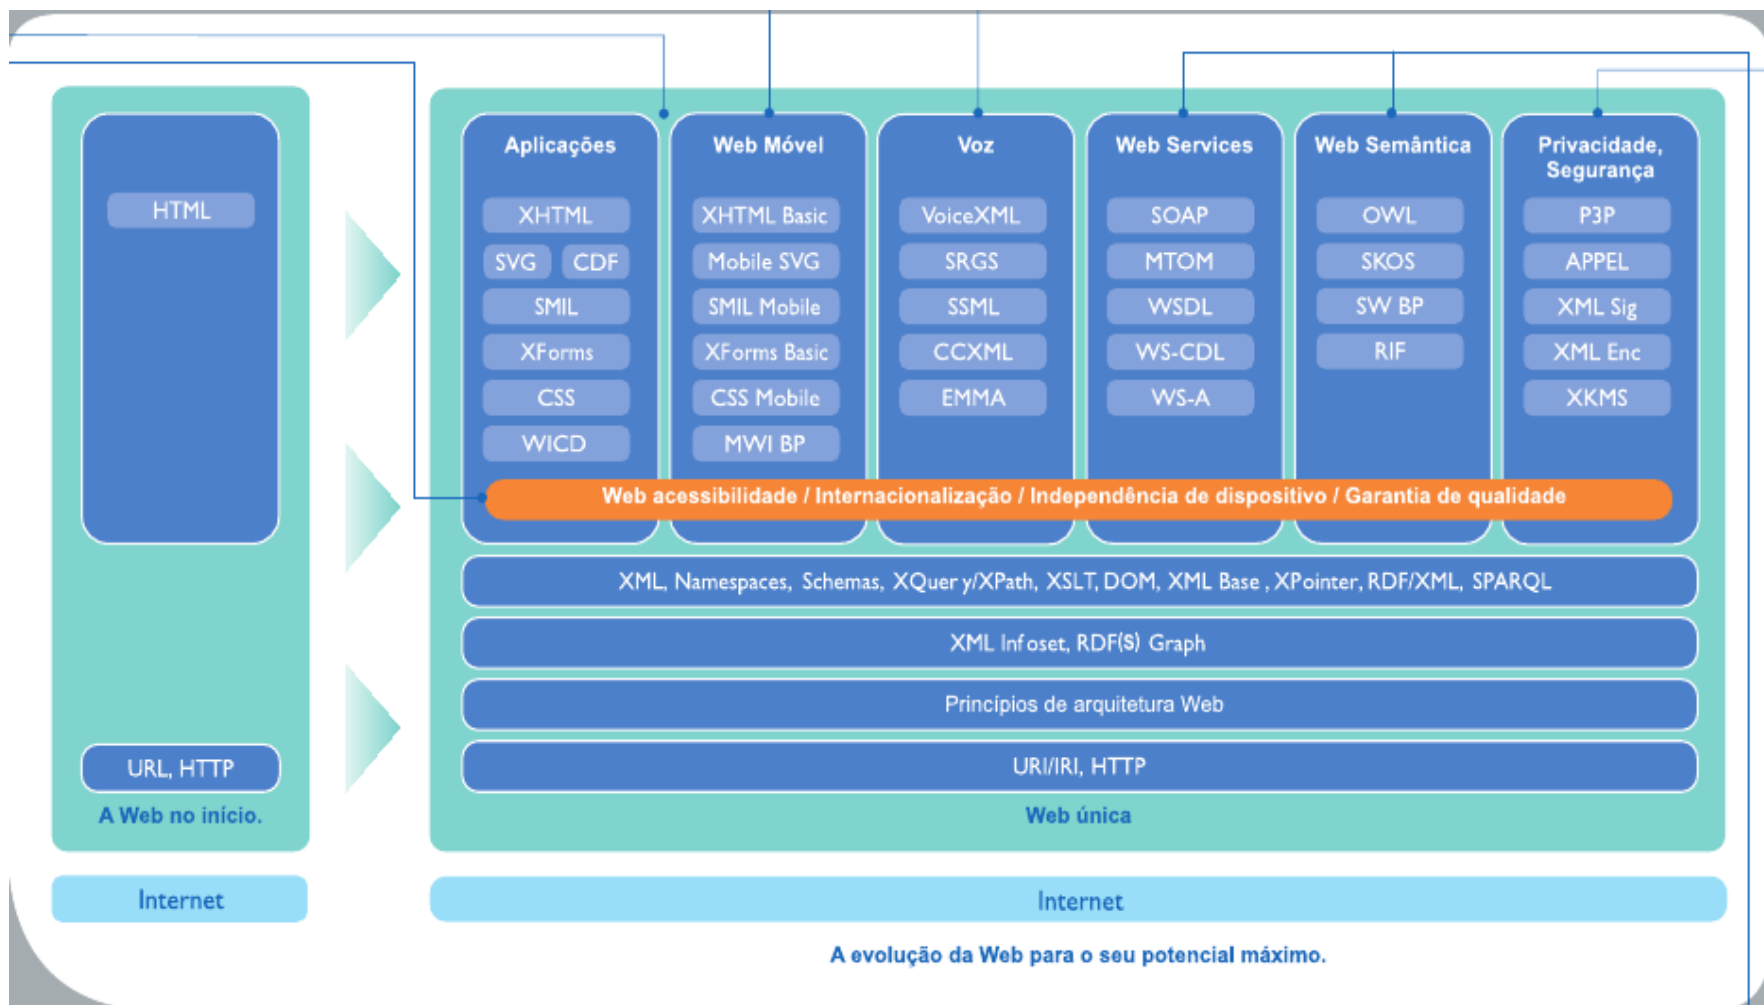 HTML
URL, HTTP
A Web no início.
Internet
Aplicações
XHTML
SVG
CDF
SMIL
XForms
CSS
WICD
Web Móvel
XHTML Basic
Mobile SVG
SMIL Mobile
XForms Basic
CSS Mobile
MWI BP
Voz
VoiceXML
SRGS
SSML
CCXML
EMMA
Web Services
SOAP
MTOM
WSDL
WS-CDL
WS-A
Web Semântica
OWL
SKOS
SW BP
RIF
Privacidade,
Segurança
P3P
APPEL
XML Sig
XML Enc
XKMS
Web acessibilidade / Internacionalização / Independência de dispositivo / Garantia de qualidade
XML, Namespaces, Schemas, XQuery/XPath, XSLT, DOM, XML Base, XPointer, RDF/XML, SPARQL
XML Infoset, RDF(S) Graph
Princípios de arquitetura Web
URI/IRI, HTTP
Web única
Internet
A evolução da Web para o seu potencial máximo.